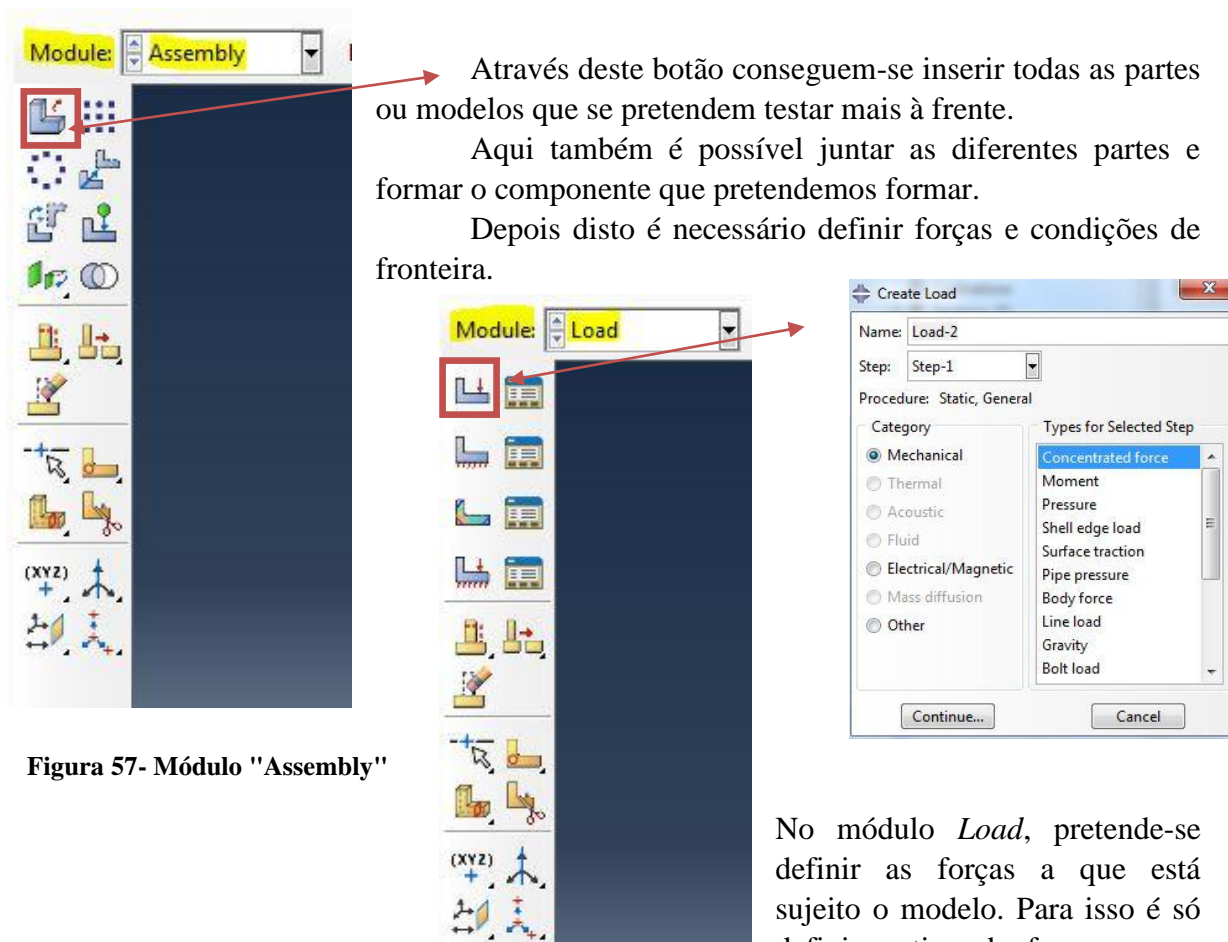 Module: Assembly
Através deste botão conseguem-se inserir todas as partes
ou modelos que se pretendem testar mais à frente.
Aqui também é possível juntar as diferentes partes e
formar o componente que pretendemos formar.
Depois disto é necessário definir forças e condições de
fronteira.
(XYZ)
Figura 57- Módulo "Assembly"
Module: Load
(XYZ)
Create Load
Name: Load-2
Step: Step-1
Procedure: Static, General
Category
Mechanical
Thermal
Acoustic
Fluid
Electrical/Magnetic
Mass diffusion
Other
Types for Selected Step
Concentrated force
Moment
Pressure
Shell edge load
Surface traction
Pipe pressure
Body force
Line load
Gravity
Bolt load
Continue...
Cancel
No módulo Load, pretende-se
definir as forças a que está
sujeito o modelo. Para isso é só